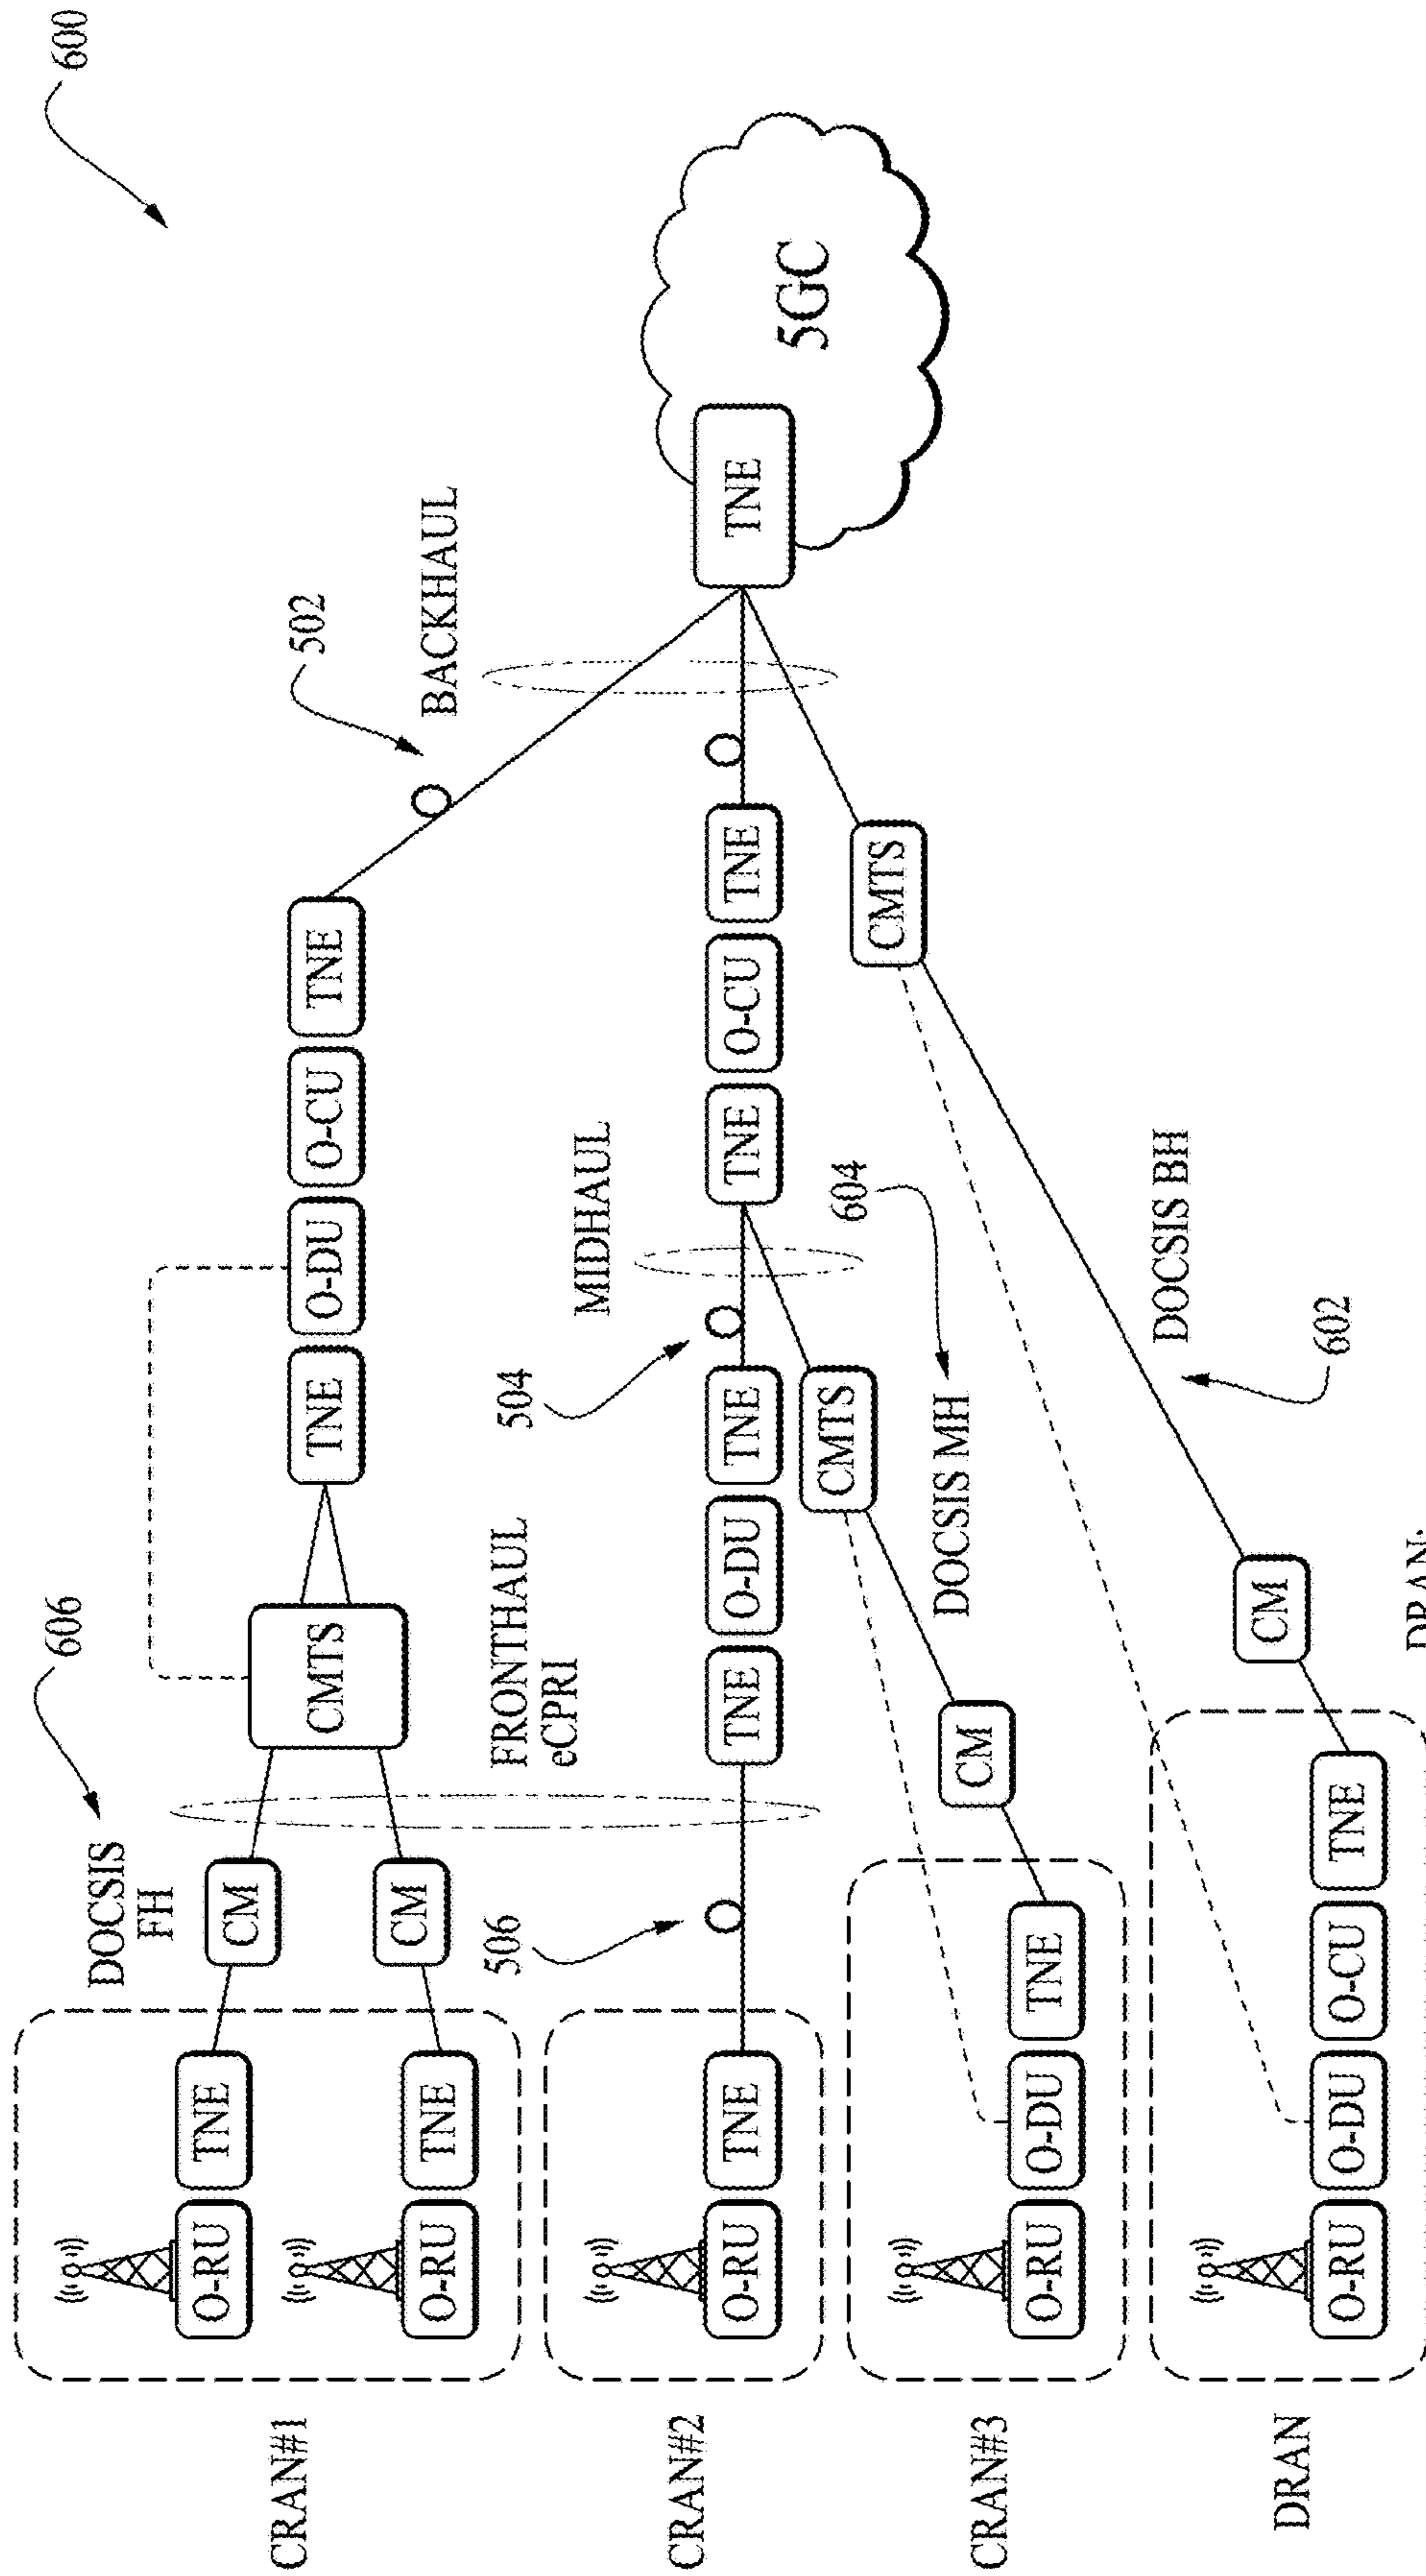 600
DOCSIS
FH
606
CRAN#1
O-RU
TNE
CM
CMTS
TNE
O-DU
O-CU
TNE
O-RU
TNE
CM
502
BACKHAUL
FRONTHAUL
eCPRI
506
504
MIDHAUL
CRAN#2
O-RU
TNE
TNE
O-DU
TNE
TNE
O-CU
TNE
TNE
5GC
604
DOCSIS MH
CRAN#3
O-RU
O-DU
TNE
CM
CMTS
CMTS
DOCSIS BH
602
DRAN
O-RU
O-DU
O-CU
TNE
CM